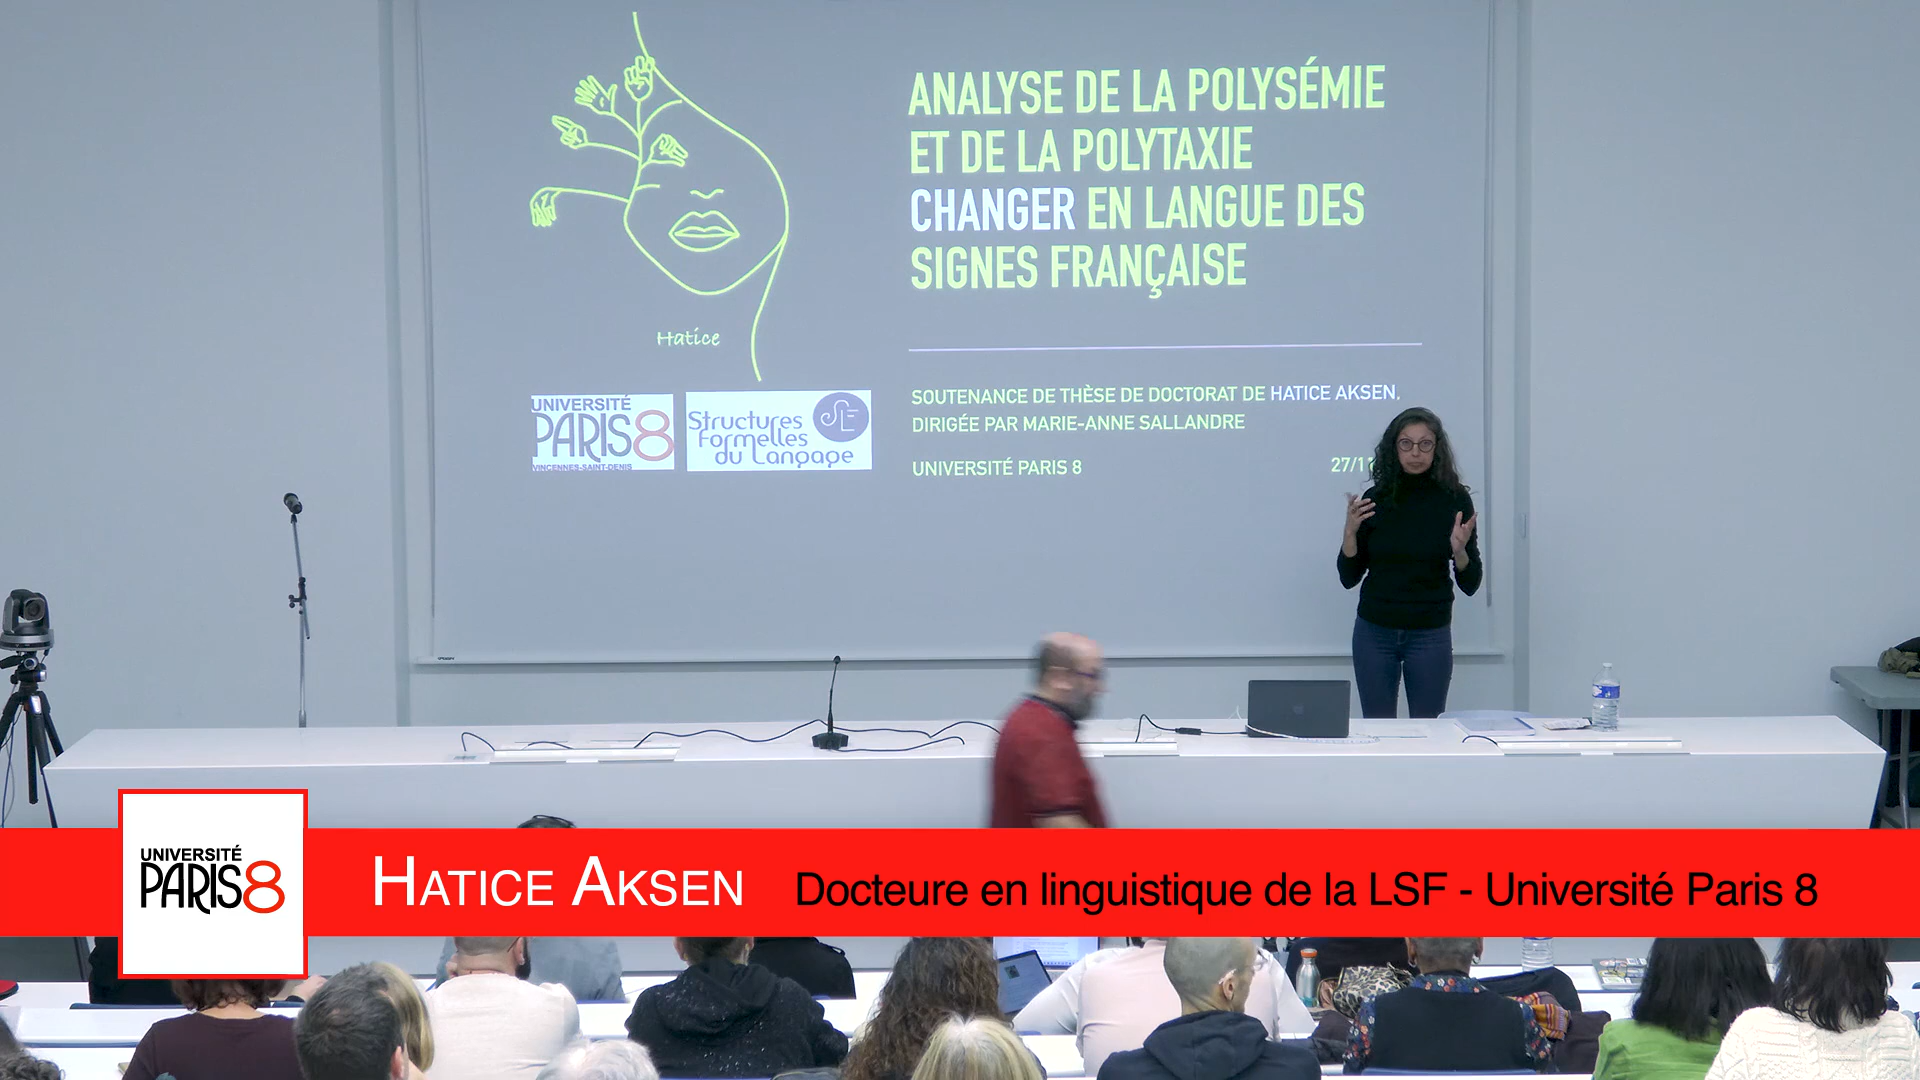 ANALYSE DE LA POLYSÉMIE
ET DE LA POLYTAXIE
CHANGER EN LANGUE DES
SIGNES FRANÇAISE
Hatice
UNIVERSITÉ
PARIS8
VINCENNES-SAINT-DENIS
Structures
Formelles
du Langage
SFL
SOUTENANCE DE THÈSE DE DOCTORAT DE HATICE AKSEN,
DIRIGÉE PAR MARIE-ANNE SALLANDRE
UNIVERSITÉ PARIS 8
UNIVERSITÉ
PARIS8
HATICE AKSEN
Docteure en linguistique de la LSF - Université Paris 8